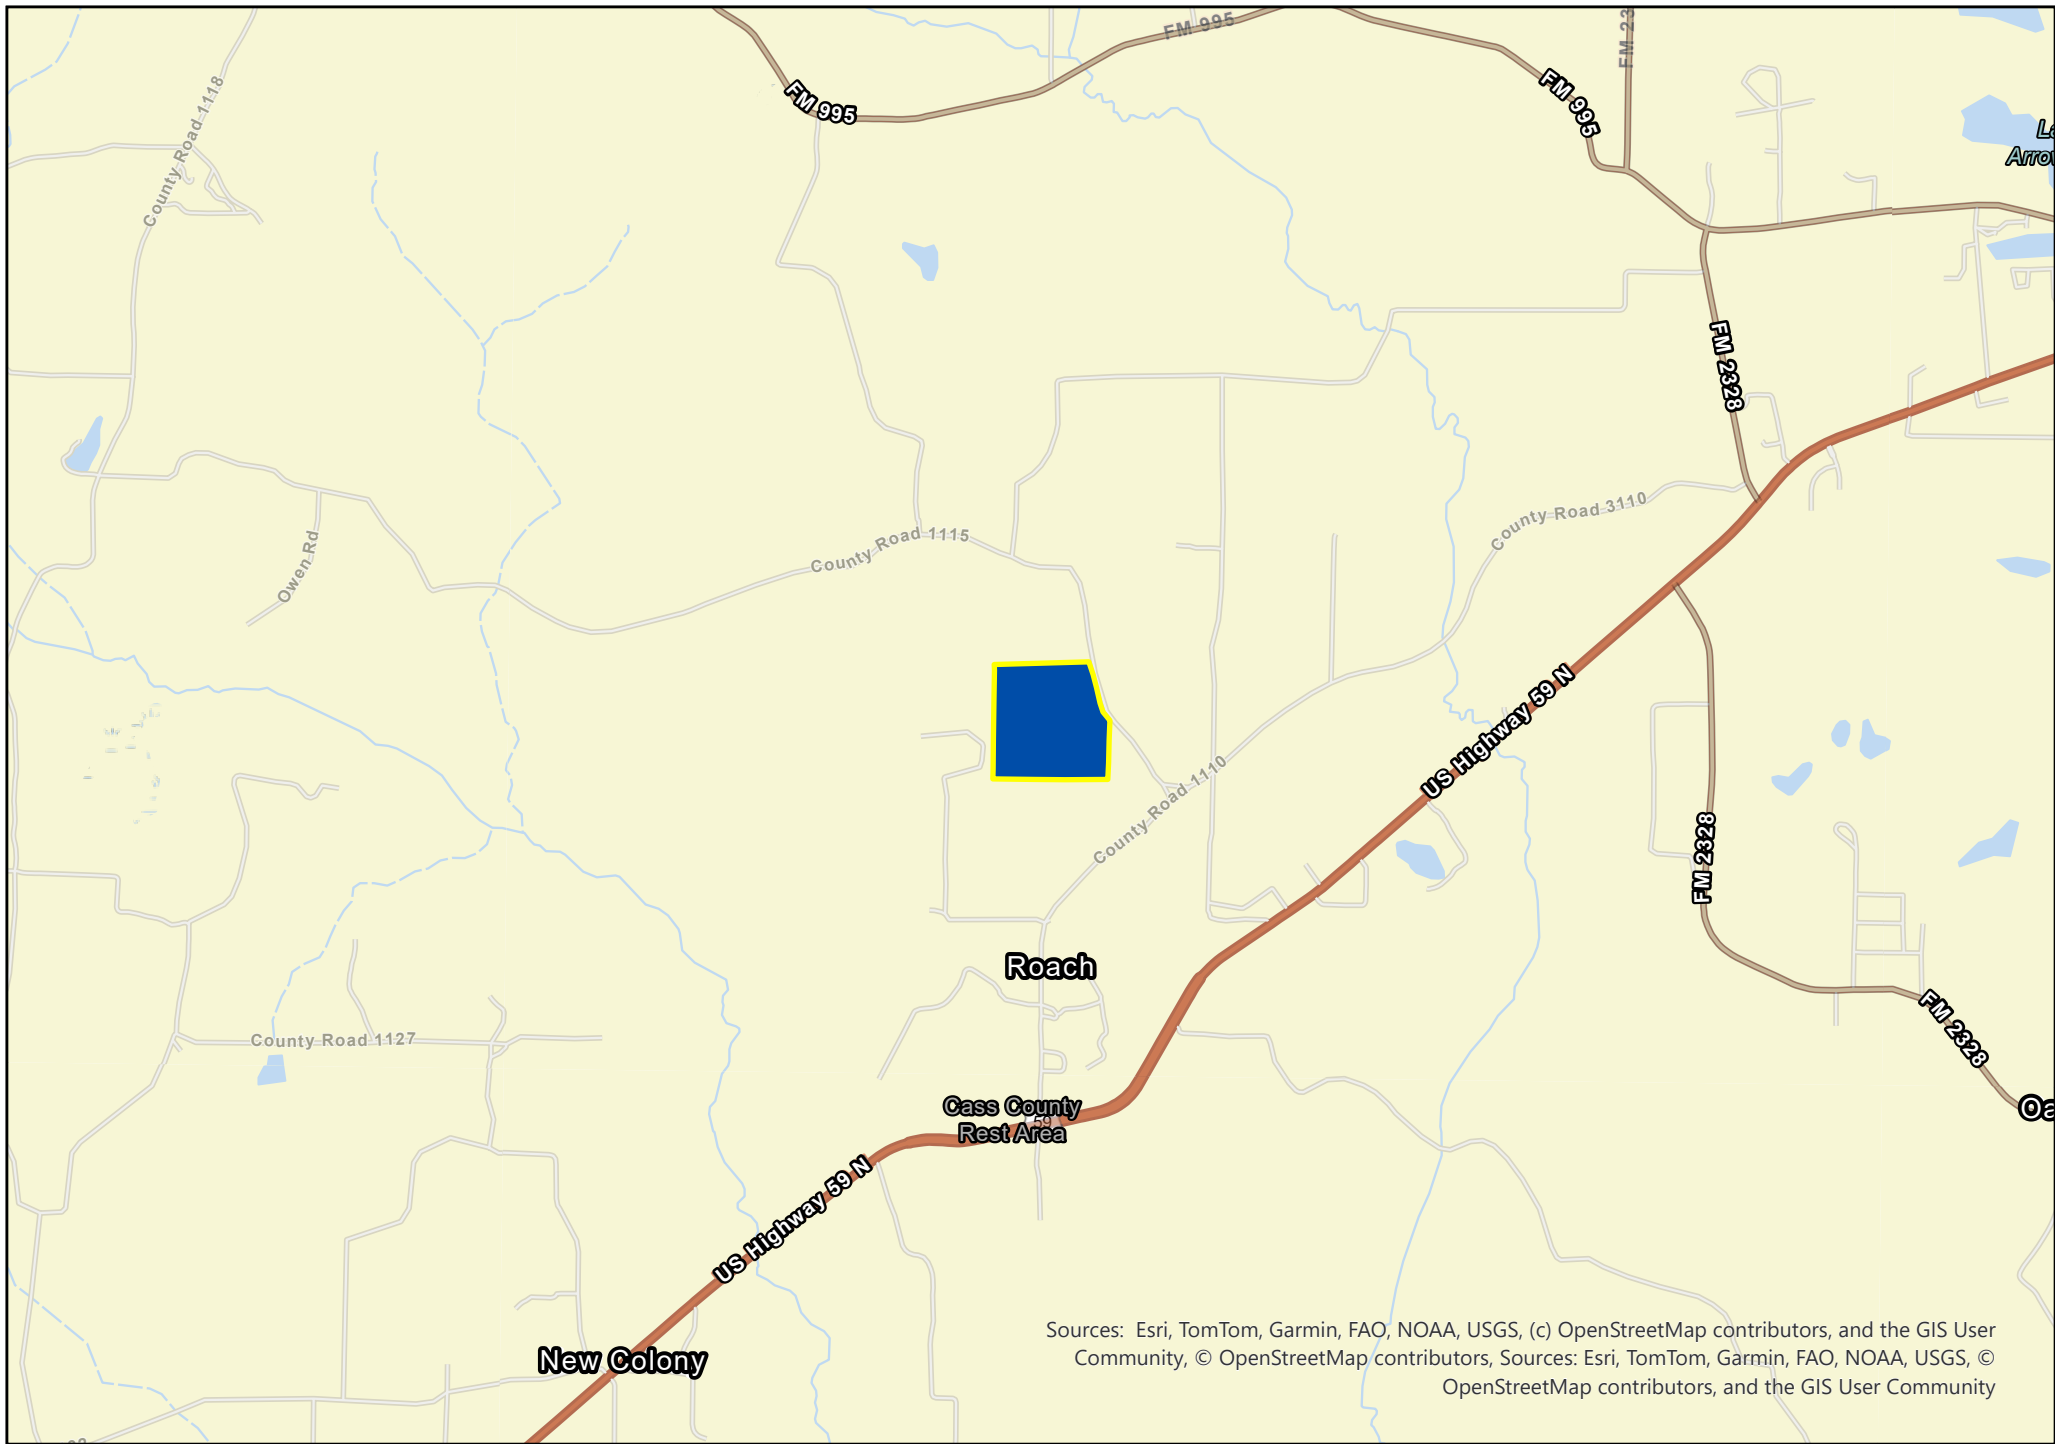 FM 995
FM 23
FM 995
FM 995
County Road 1118
La
Arrow
FM 2328
County Road 3110
County Road 1115
Owen Rd
US Highway 59 N
County Road 1110
FM 2328
Roach
FM 2328
County Road 1127
Cass County
Rest Area
59
Oa
US Highway 59 N
New Colony
Sources: Esri, TomTom, Garmin, FAO, NOAA, USGS, (c) OpenStreetMap contributors, and the GIS User
Community, © OpenStreetMap contributors, Sources: Esri, TomTom, Garmin, FAO, NOAA, USGS, ©
OpenStreetMap contributors, and the GIS User Community